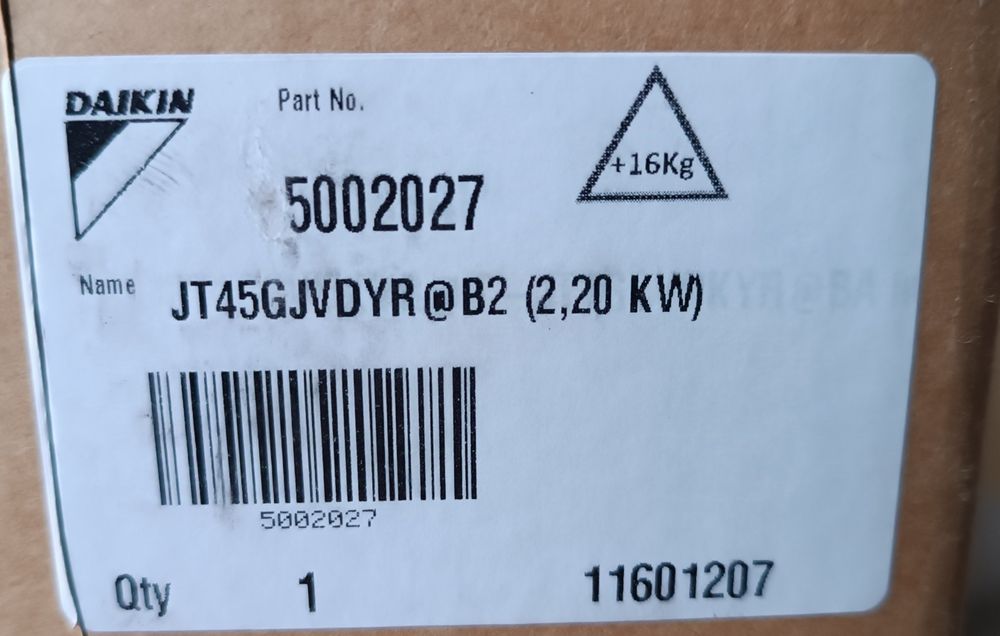 DAIKIN
Part No.
+16Kg
5002027
Name
JT45GJVDYR@B2 (2,20 KW)
5002027
Qty 1
11601207